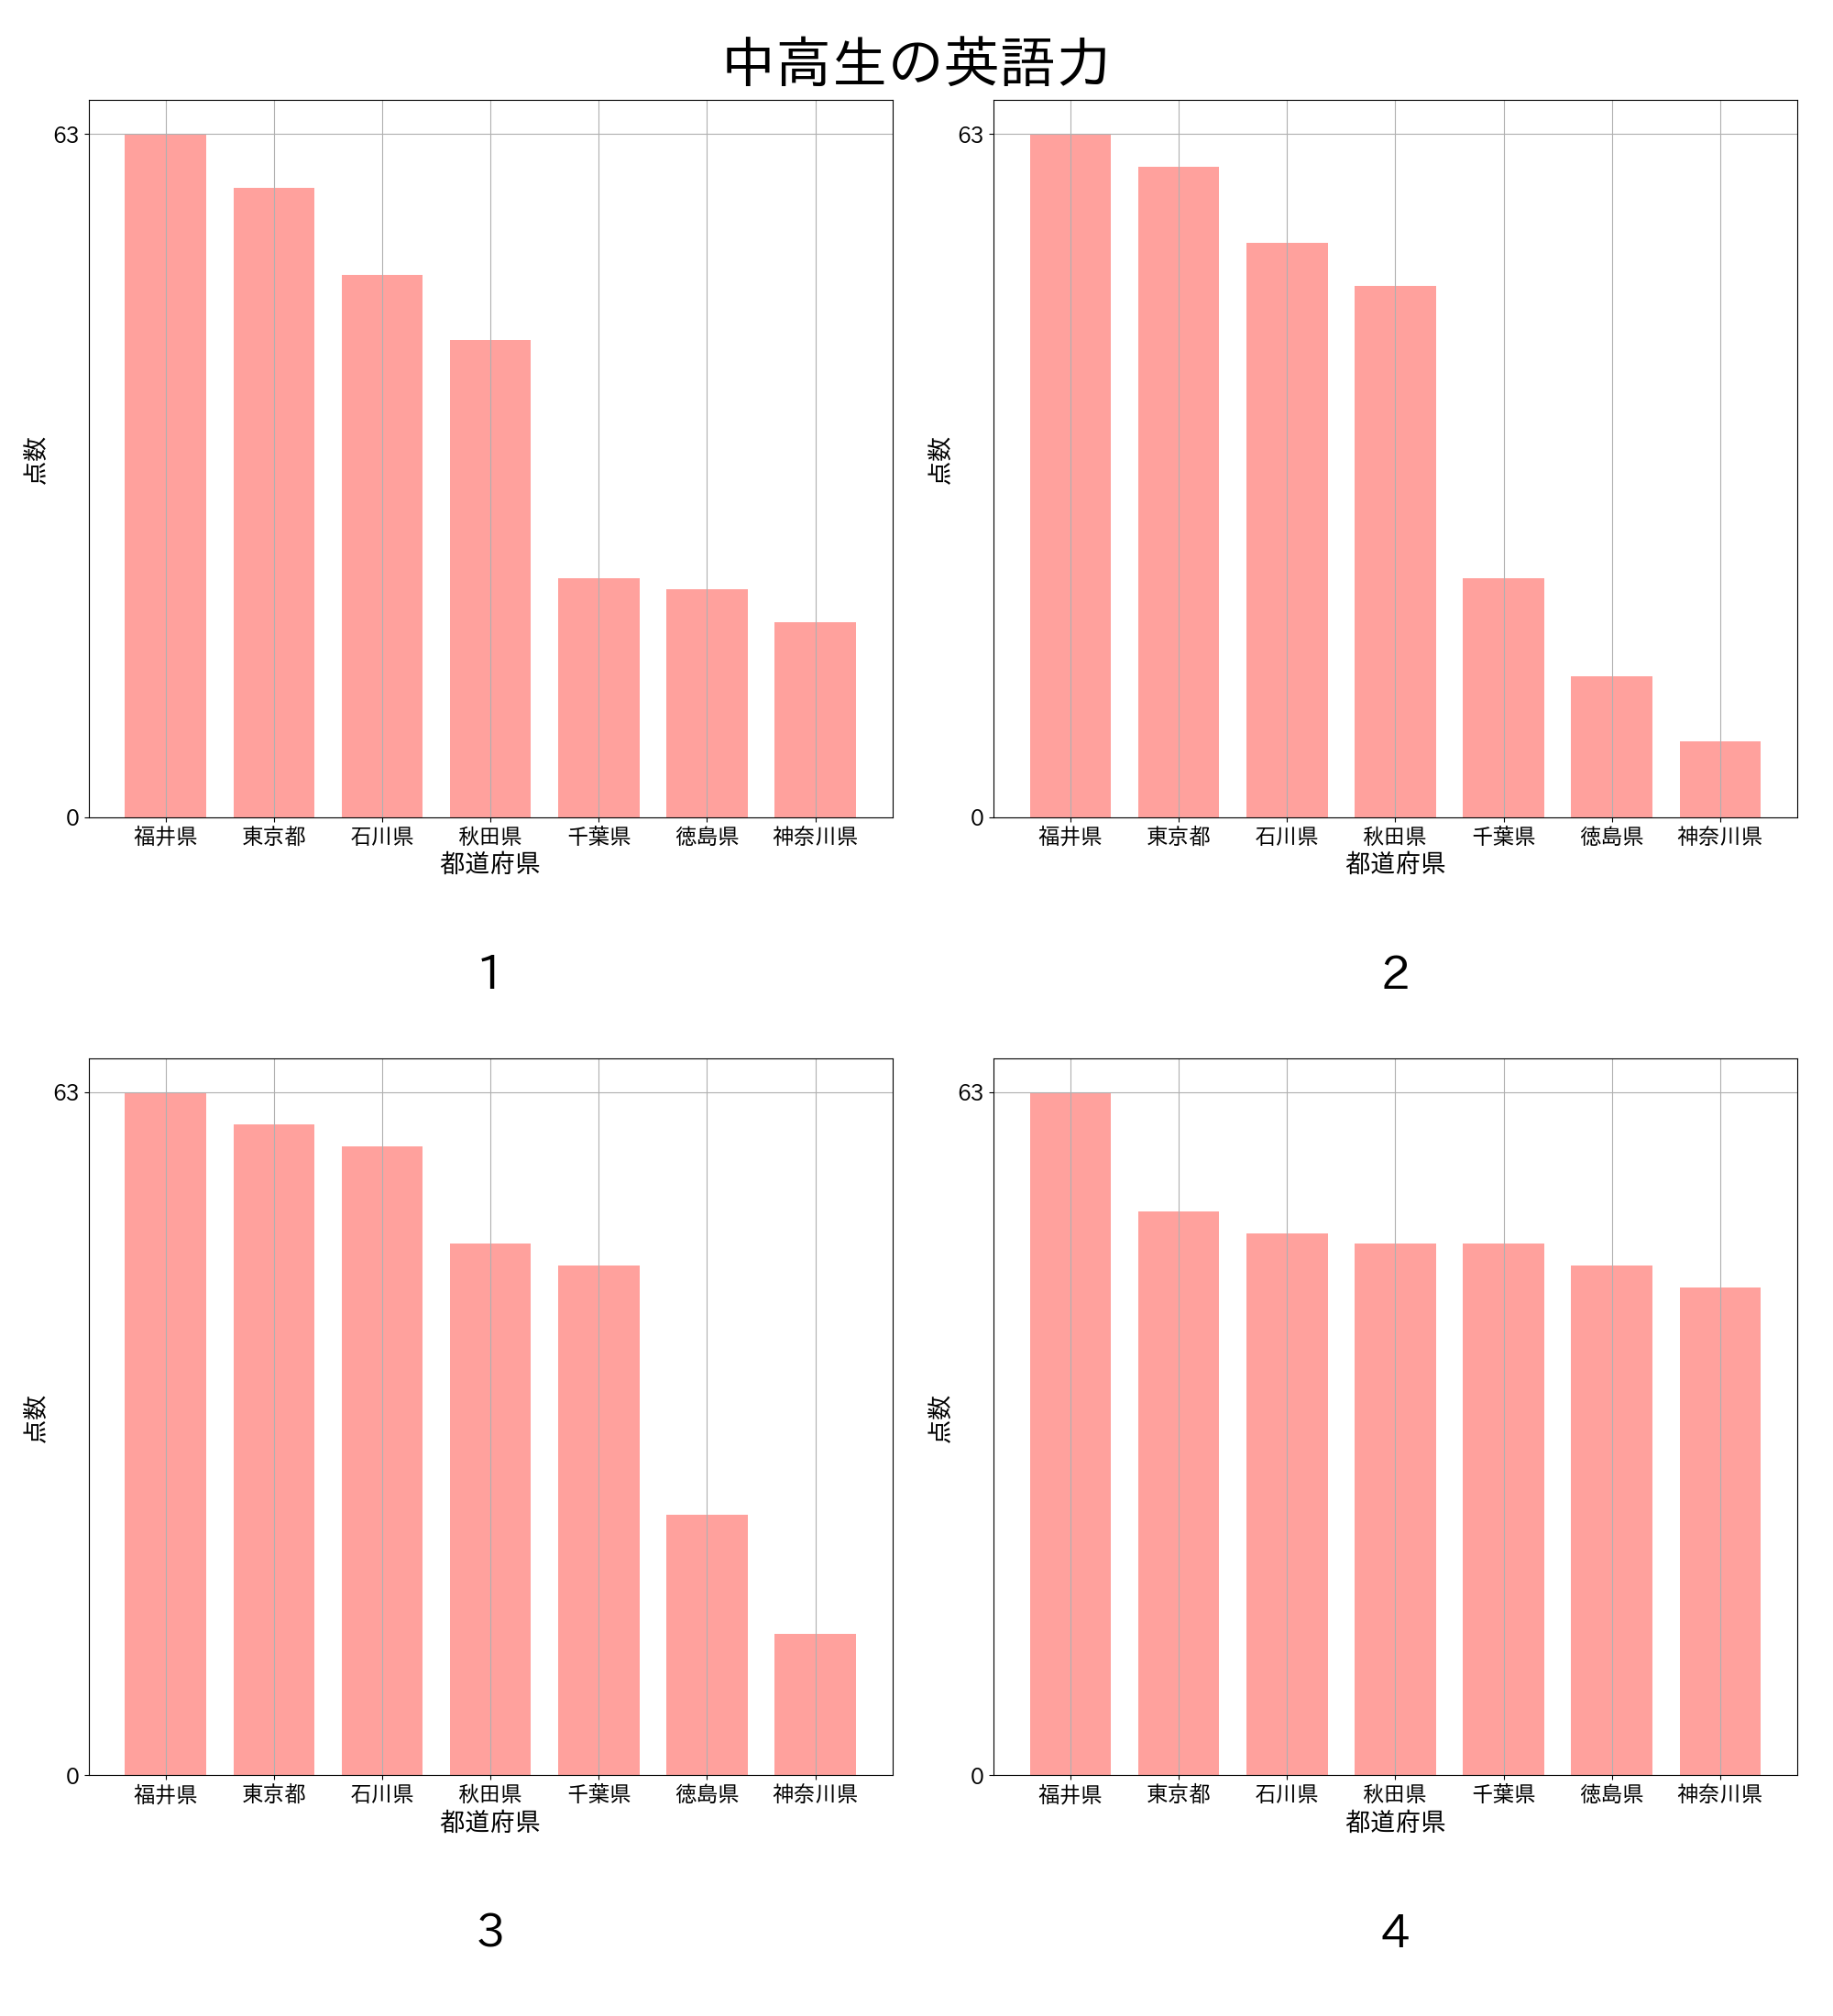 中高生の英語力
63
0
点数
福井県 東京都 石川県 秋田県 千葉県 徳島県 神奈川県
都道府県
1
63
0
点数
福井県 東京都 石川県 秋田県 千葉県 徳島県 神奈川県
都道府県
2
63
0
点数
福井県 東京都 石川県 秋田県 千葉県 徳島県 神奈川県
都道府県
3
63
0
点数
福井県 東京都 石川県 秋田県 千葉県 徳島県 神奈川県
都道府県
4